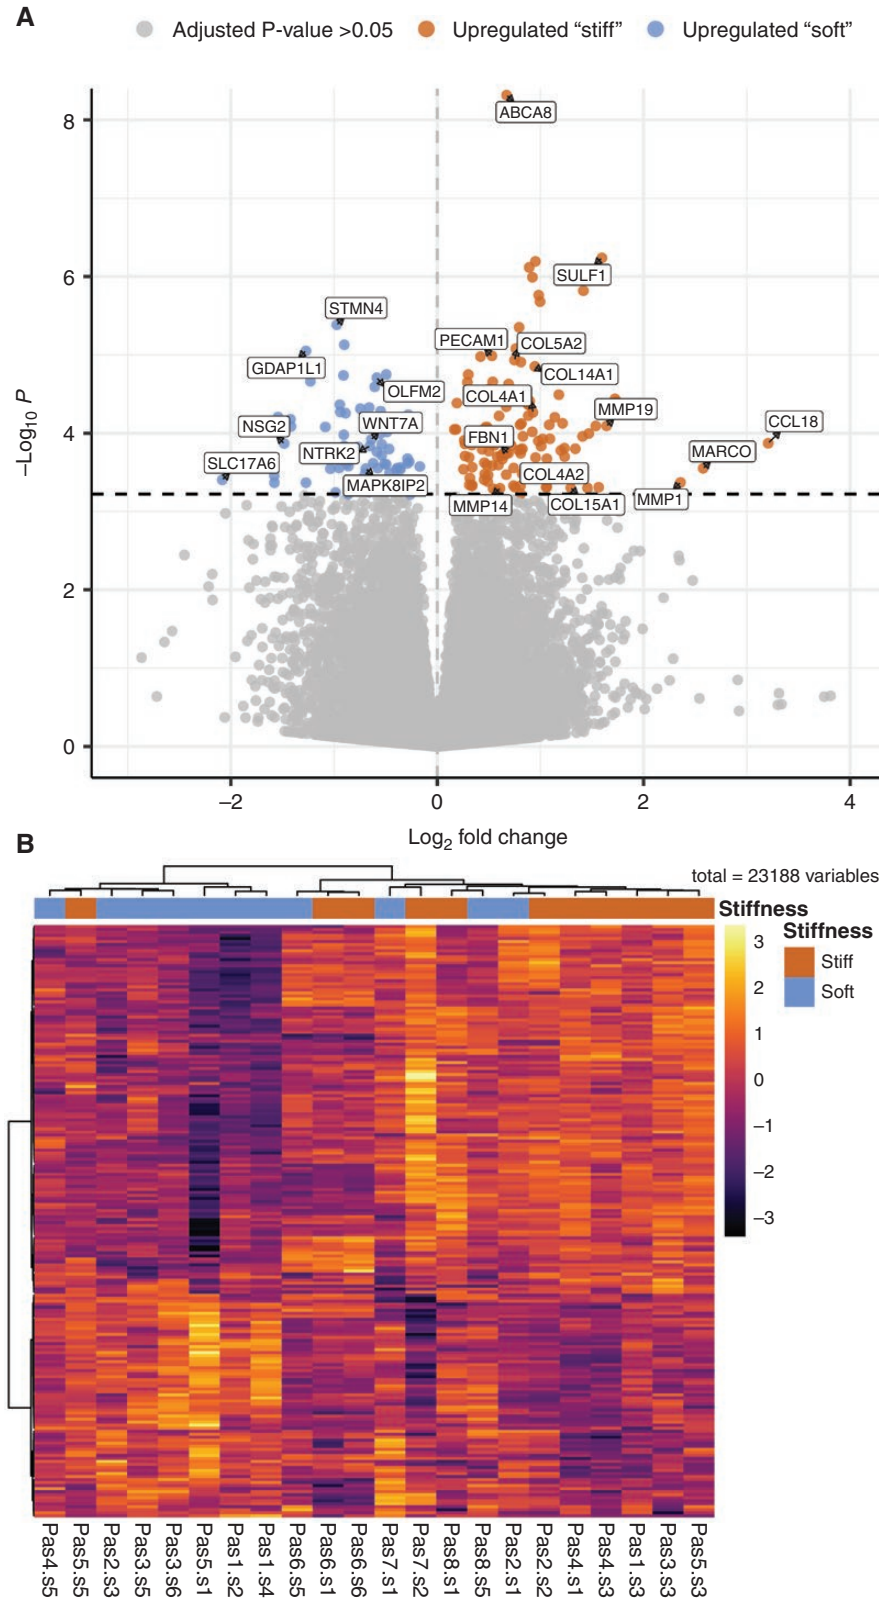 A
Adjusted P-value >0.05 Upregulated “stiff” Upregulated “soft”
8
ABCA8
6
SULF1
STMN4
PECAM1
COL5A2
GDAP1L1
COL14A1
OLFM2
COL4A1
MMP19
CCL18
–Log10 P
4
NSG2
WNT7A
FBN1
NTRK2
MARCO
SLC17A6
COL4A2
MAPK8IP2
MMP14
COL15A1
MMP1
2
0
–2 0 2 4
Log2 fold change
B
total = 23188 variables
Stiffness
Stiffness
3
Stiff
2
Soft
1
0
–1
–2
–3
Pas4.s5
Pas5.s5
Pas2.s3
Pas3.s5
Pas3.s6
Pas5.s1
Pas1.s2
Pas1.s4
Pas6.s5
Pas6.s1
Pas6.s6
Pas7.s1
Pas7.s2
Pas8.s1
Pas8.s5
Pas2.s1
Pas2.s2
Pas4.s1
Pas4.s3
Pas1.s3
Pas3.s3
Pas5.s3